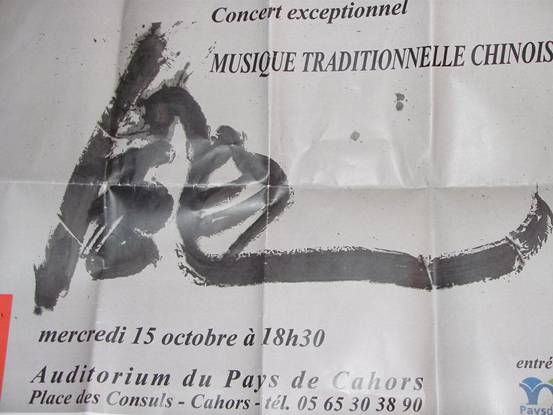 Concert exceptionnel
MUSIQUE TRADITIONNELLE CHINOIS
mercredi 15 octobre à 18h30
entré
Auditorium du Pays de Cahors
Place des Consuls - Cahors - tél. 05 65 30 38 90